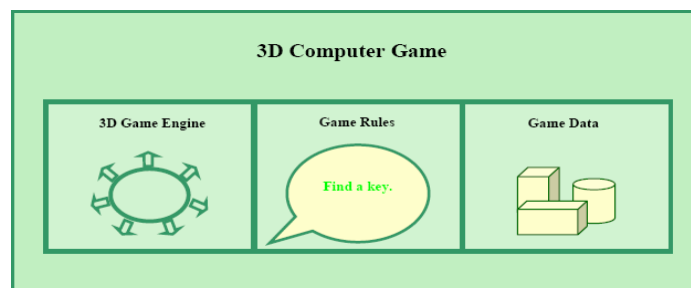 3D Computer Game
3D Game Engine
Game Rules
Game Data
Find a key.